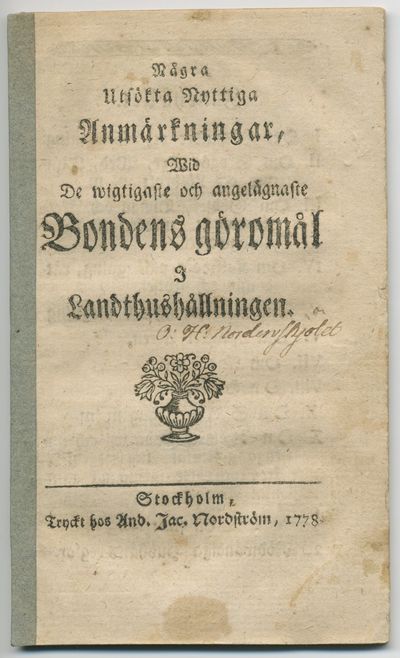 Några
Utsökta Nyttiga
Anmärkningar,
Wid
De wigtigaste och angelägnaste
Bondens göromål
I
Landthushållningen.
O: H: Nordenskjold
Stockholm,
Tryckt hos And. Jac. Nordström, 1778.